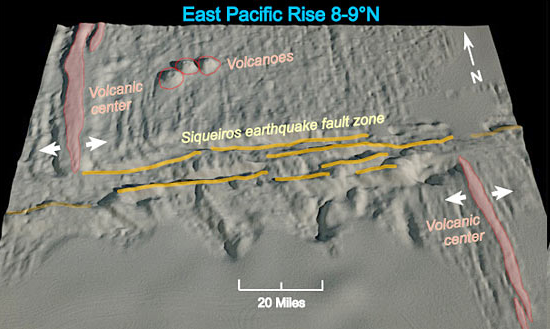 East Pacific Rise 8-9°N
Volcanoes
Volcanic
center
N
Siqueiros earthquake fault zone
Volcanic
center
20 Miles